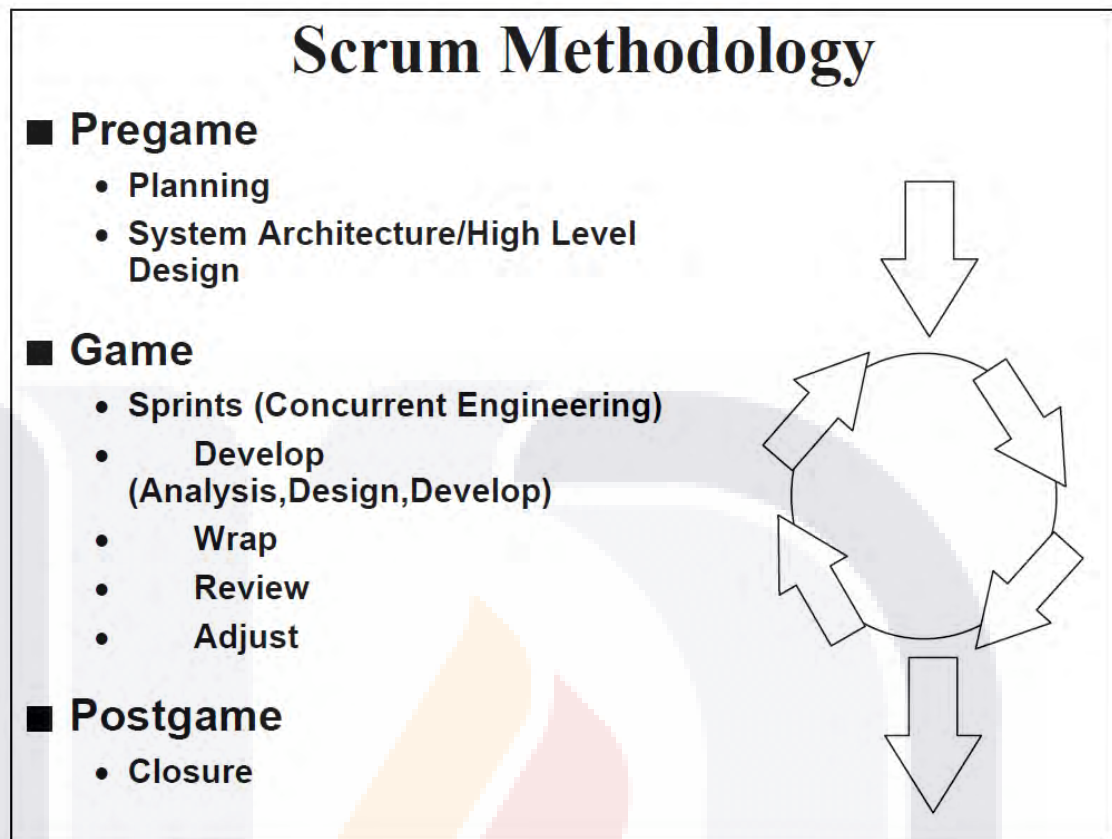 Scrum Methodology
■ Pregame
• Planning
• System Architecture/High Level
Design
■ Game
• Sprints (Concurrent Engineering)
• Develop
(Analysis,Design,Develop)
• Wrap
• Review
• Adjust
■ Postgame
• Closure